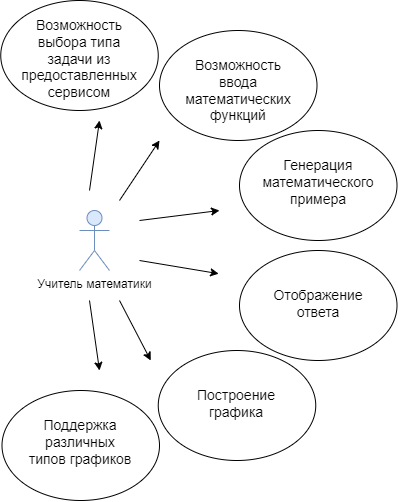 Возможность
выбора типа
задачи из
предоставленных
сервисом
Возможность
ввода
математических
функций
Генерация
математического
примера
Учитель математики
Отображение
ответа
Построение
графика
Поддержка
различных
типов графиков